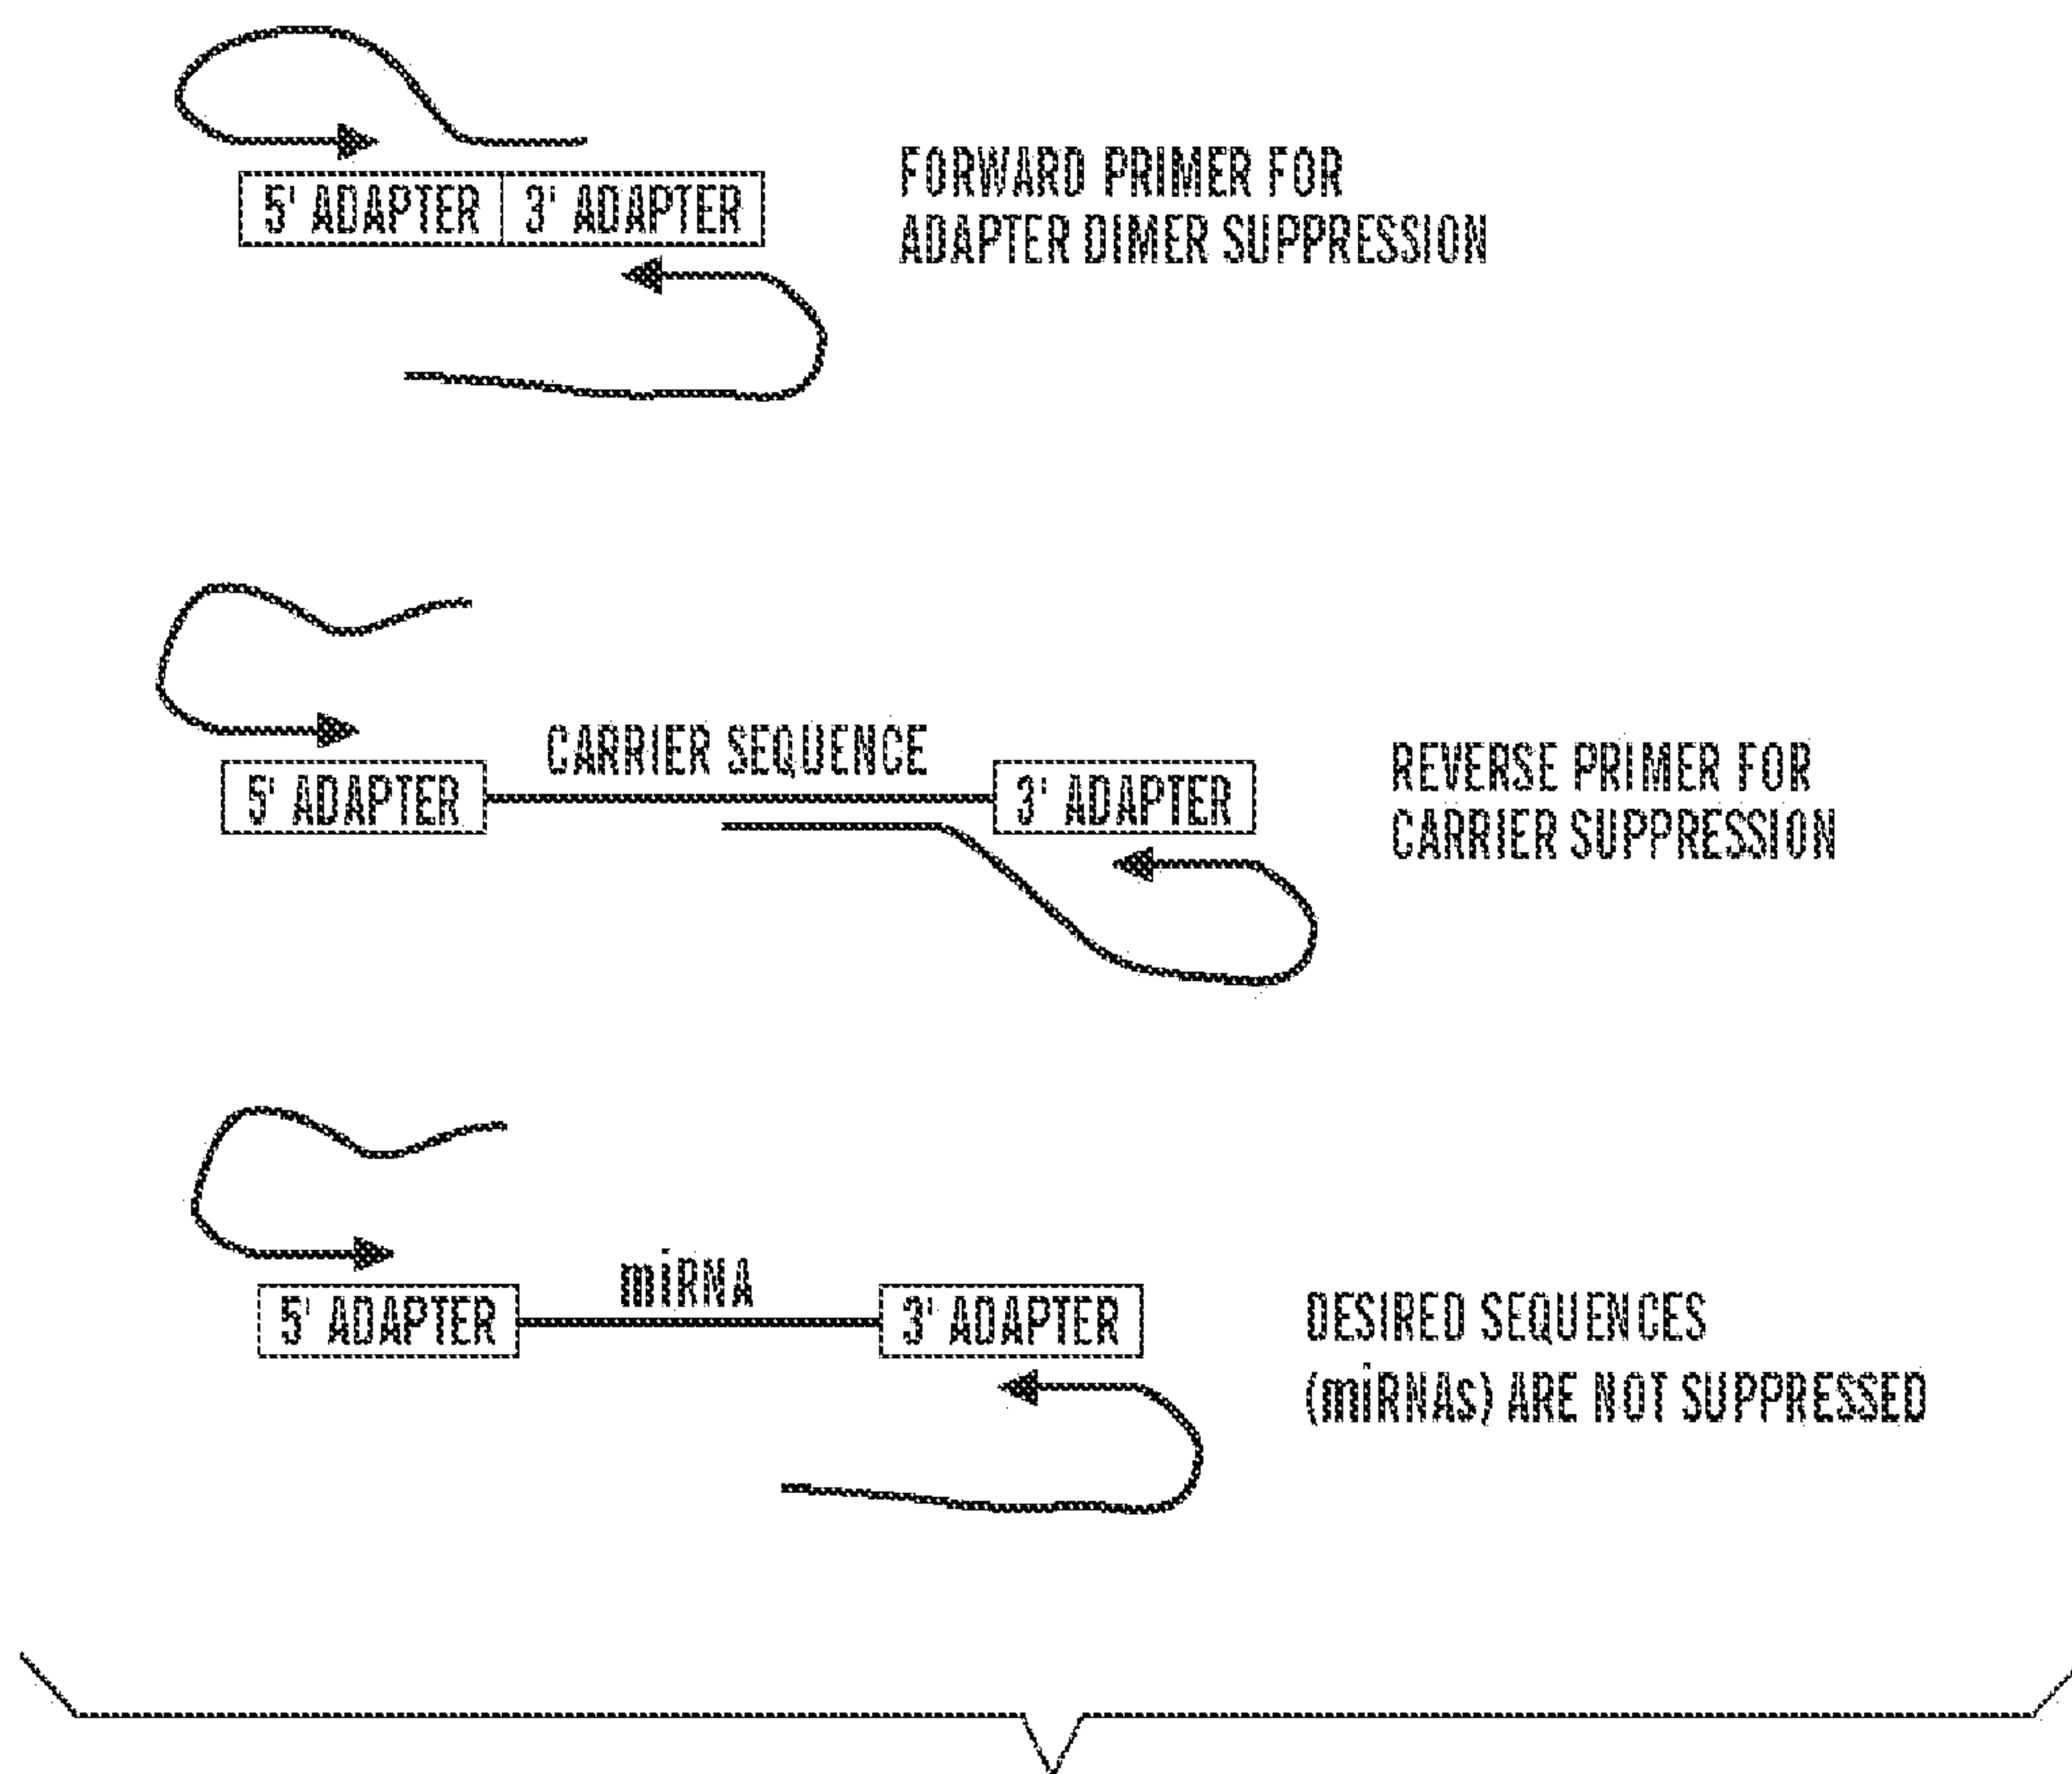 FORWARD PRIMER FOR
ADAPTER DIMER SUPPRESSION
5' ADAPTER 3' ADAPTER
CARRIER SEQUENCE
5' ADAPTER 3' ADAPTER
REVERSE PRIMER FOR
CARRIER SUPPRESSION
miRNA
5' ADAPTER 3' ADAPTER
DESIRED SEQUENCES
(miRNAs) ARE NOT SUPPRESSED